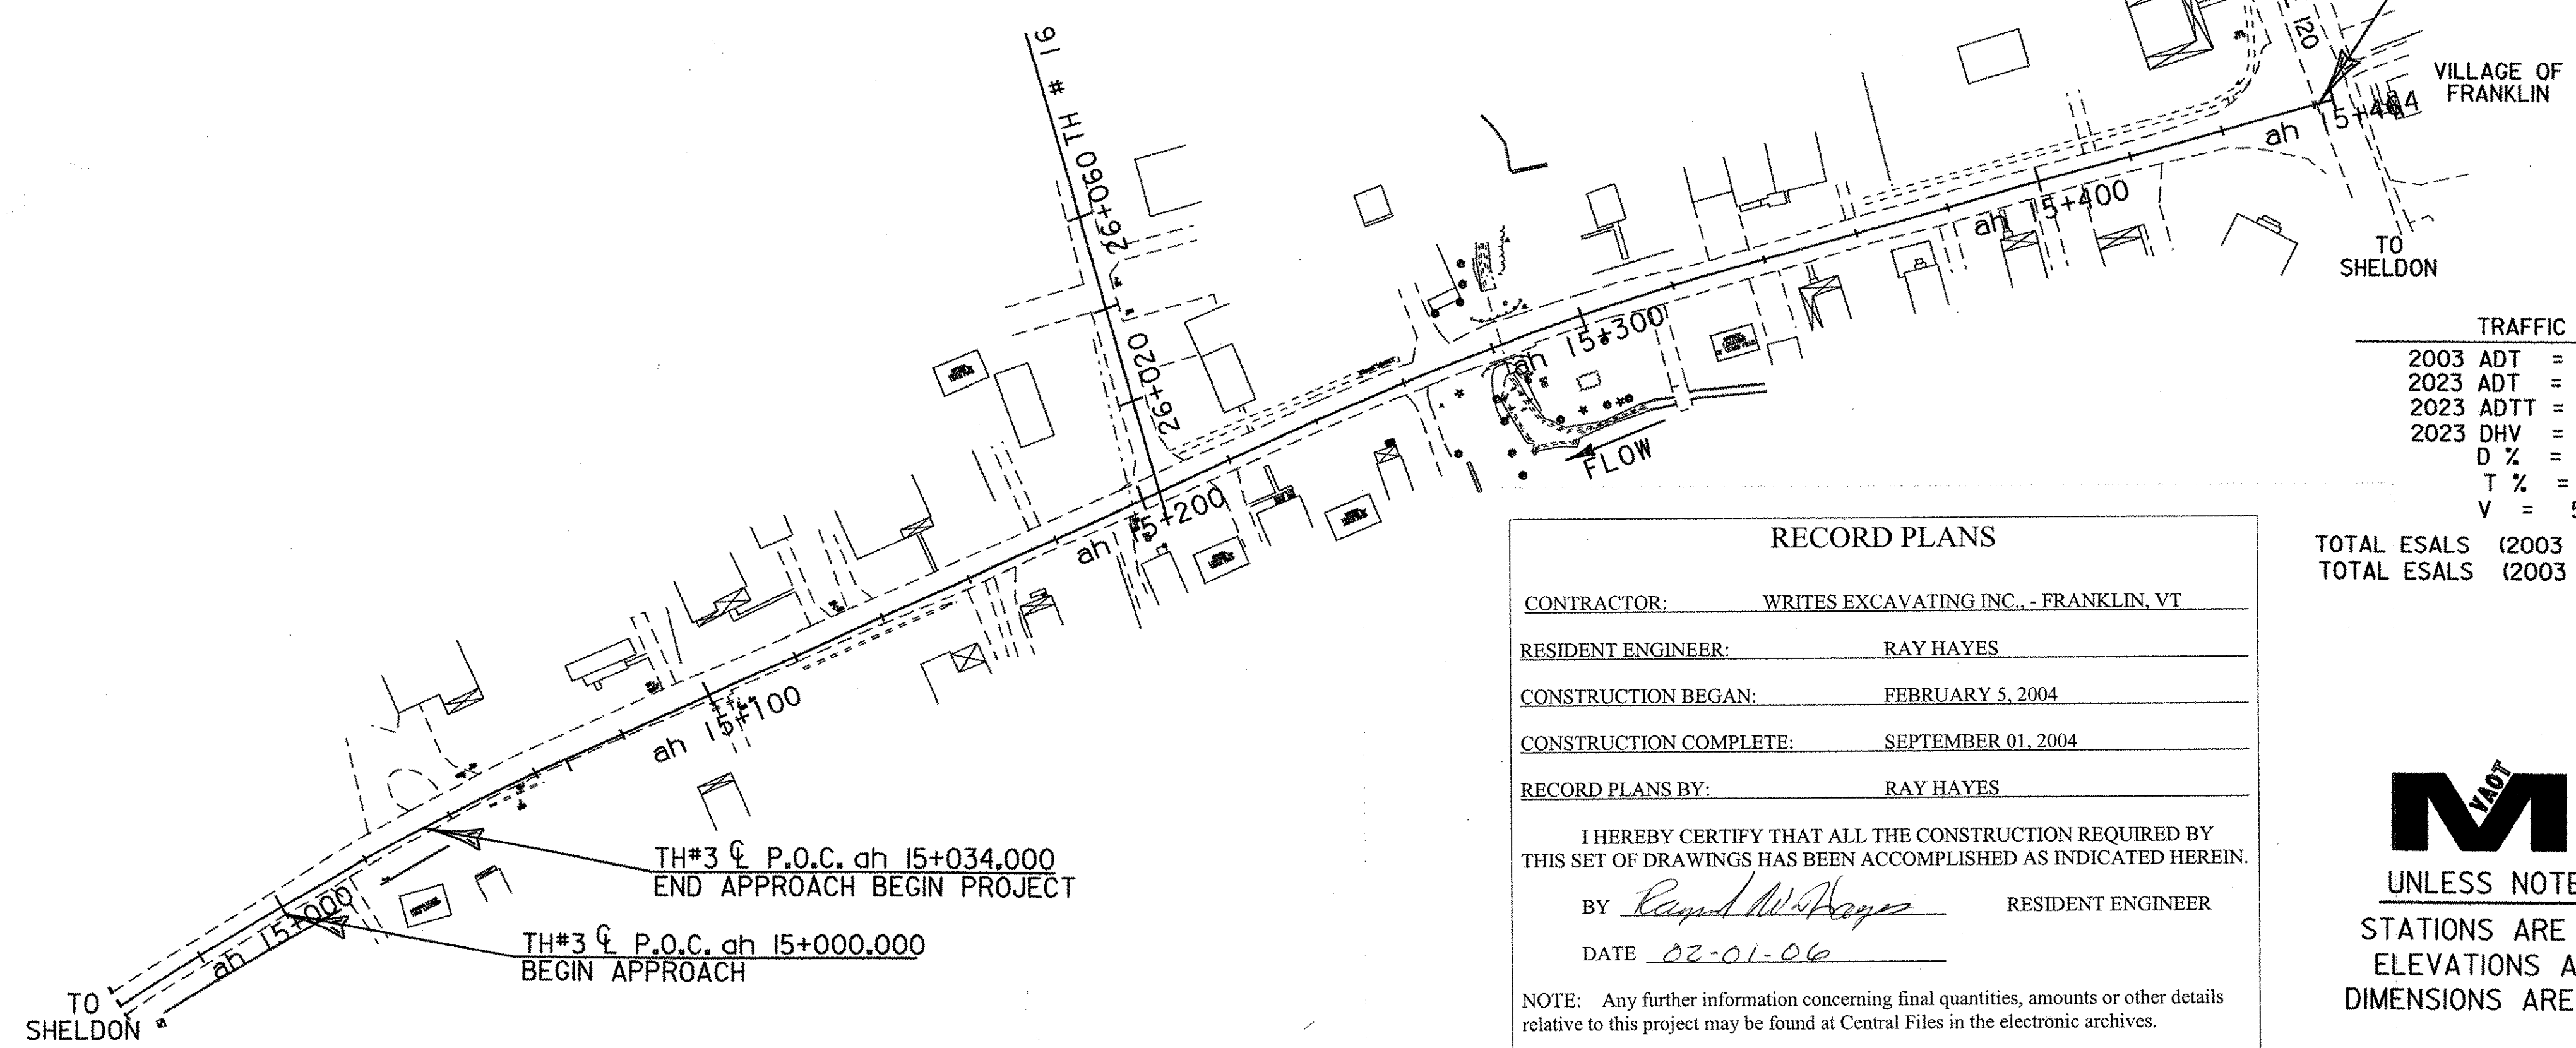 TH # 16
26+060
26+020
120
VILLAGE OF
FRANKLIN
ah 15+464
ah 15+400
TO
SHELDON
ah 15+300
FLOW
ah 15+200
ah 15+100
TH#3 ℄ P.O.C. ah 15+034.000
END APPROACH BEGIN PROJECT
ah 15+000
TH#3 ℄ P.O.C. ah 15+000.000
BEGIN APPROACH
TO
SHELDON
TRAFFIC
2003 ADT =
2023 ADT =
2023 ADTT =
2023 DHV =
D % =
T % =
V = 5
TOTAL ESALS (2003
TOTAL ESALS (2003
RECORD PLANS
CONTRACTOR: WRITES EXCAVATING INC., - FRANKLIN, VT
RESIDENT ENGINEER: RAY HAYES
CONSTRUCTION BEGAN: FEBRUARY 5, 2004
CONSTRUCTION COMPLETE: SEPTEMBER 01, 2004
RECORD PLANS BY: RAY HAYES
I HEREBY CERTIFY THAT ALL THE CONSTRUCTION REQUIRED BY
THIS SET OF DRAWINGS HAS BEEN ACCOMPLISHED AS INDICATED HEREIN.
BY RESIDENT ENGINEER
DATE 02-01-06
NOTE: Any further information concerning final quantities, amounts or other details
relative to this project may be found at Central Files in the electronic archives.
M
VAOT
UNLESS NOTE
STATIONS ARE
ELEVATIONS A
DIMENSIONS ARE